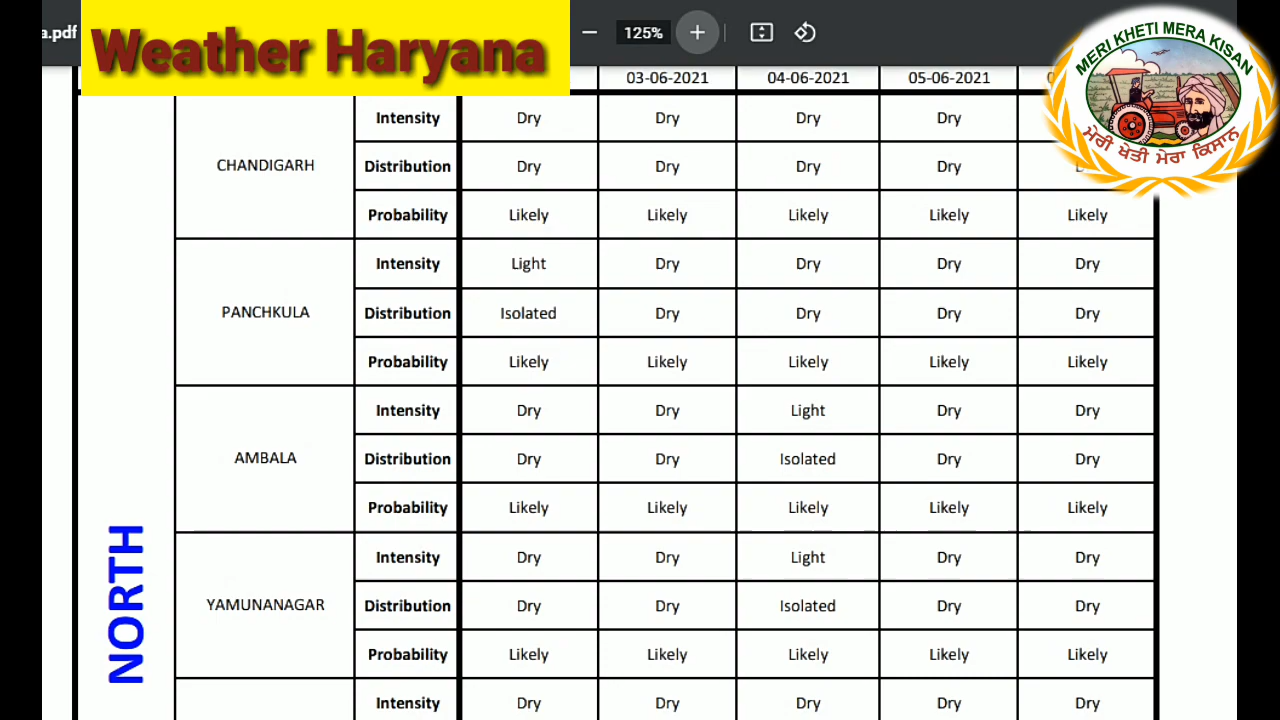 a.pdf
Weather Haryana
125%
MERI KHETI MERA KISAN
ਮੇਰੀ ਖੇਤੀ ਮੇਰਾ ਕਿਸਾਨ
03-06-2021 04-06-2021 05-06-2021
Intensity Dry Dry Dry
CHANDIGARH Distribution Dry Dry Dry
Probability Likely Likely Likely Likely Likely
Intensity Light Dry Dry Dry Dry
PANCHKULA Distribution Isolated Dry Dry Dry Dry
Probability Likely Likely Likely Likely Likely
Intensity Dry Dry Light Dry Dry
AMBALA Distribution Dry Dry Isolated Dry Dry
Probability Likely Likely Likely Likely Likely
Intensity Dry Dry Light Dry Dry
YAMUNANAGAR Distribution Dry Dry Isolated Dry Dry
Probability Likely Likely Likely Likely Likely
NORTH
Intensity Dry Dry Dry Dry Dry